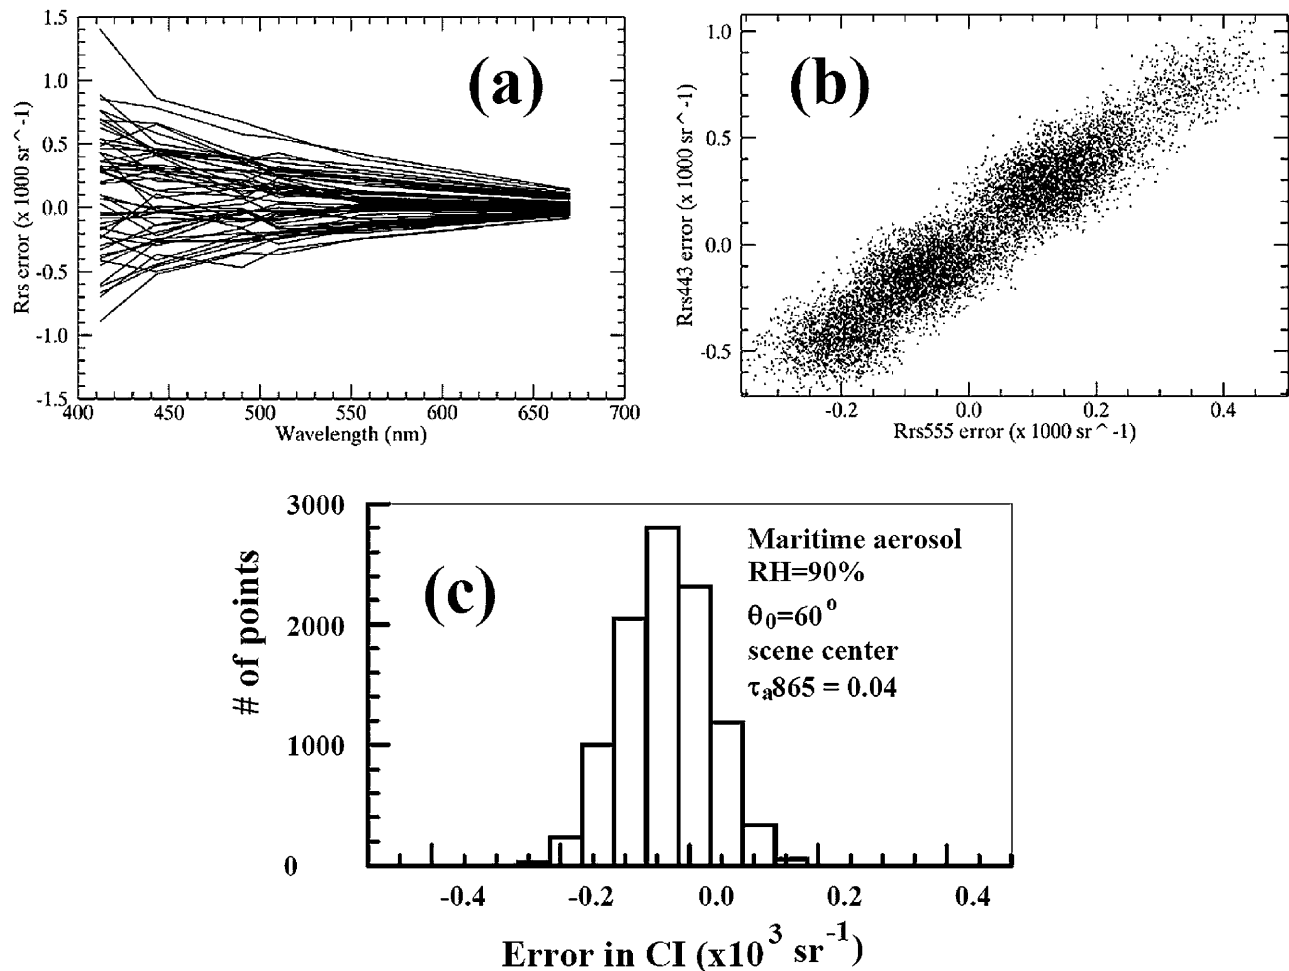 1.5
1.0
0.5
0.0
-0.5
-1.0
-1.5
Rrs error (x 1000 sr^-1)
(a)
400 450 500 550 600 650 700
Wavelength (nm)
1.0
0.5
0.0
-0.5
Rrs443 error (x 1000 sr^-1)
(b)
-0.2 0.0 0.2 0.4
Rrs555 error (x 1000 sr^-1)
3000
2000
1000
0
# of points
(c)
Maritime aerosol
RH=90%
θ₀=60°
scene center
τₐ865 = 0.04
-0.4 -0.2 0.0 0.2 0.4
Error in CI (x10³ sr⁻¹)